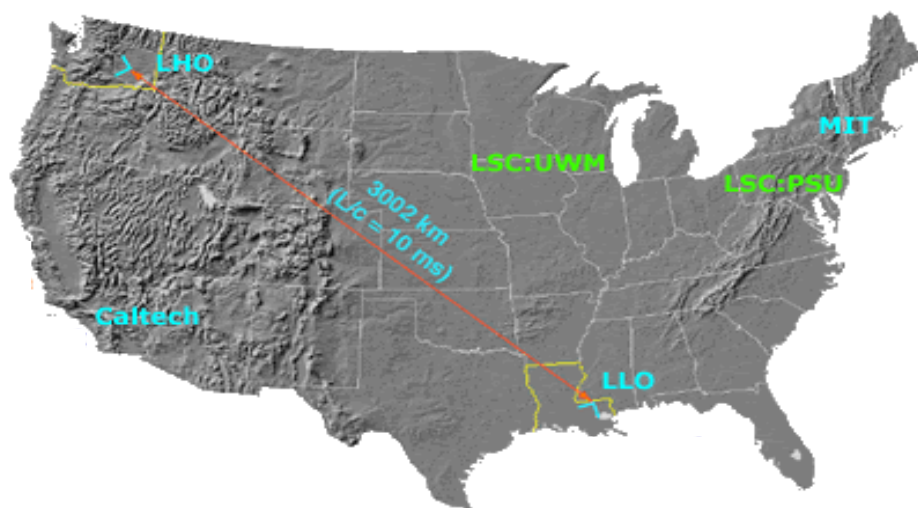 LHO
MIT
LSC:UWM
LSC:PSU
3002 km
(L/c = 10 ms)
Caltech
LLO